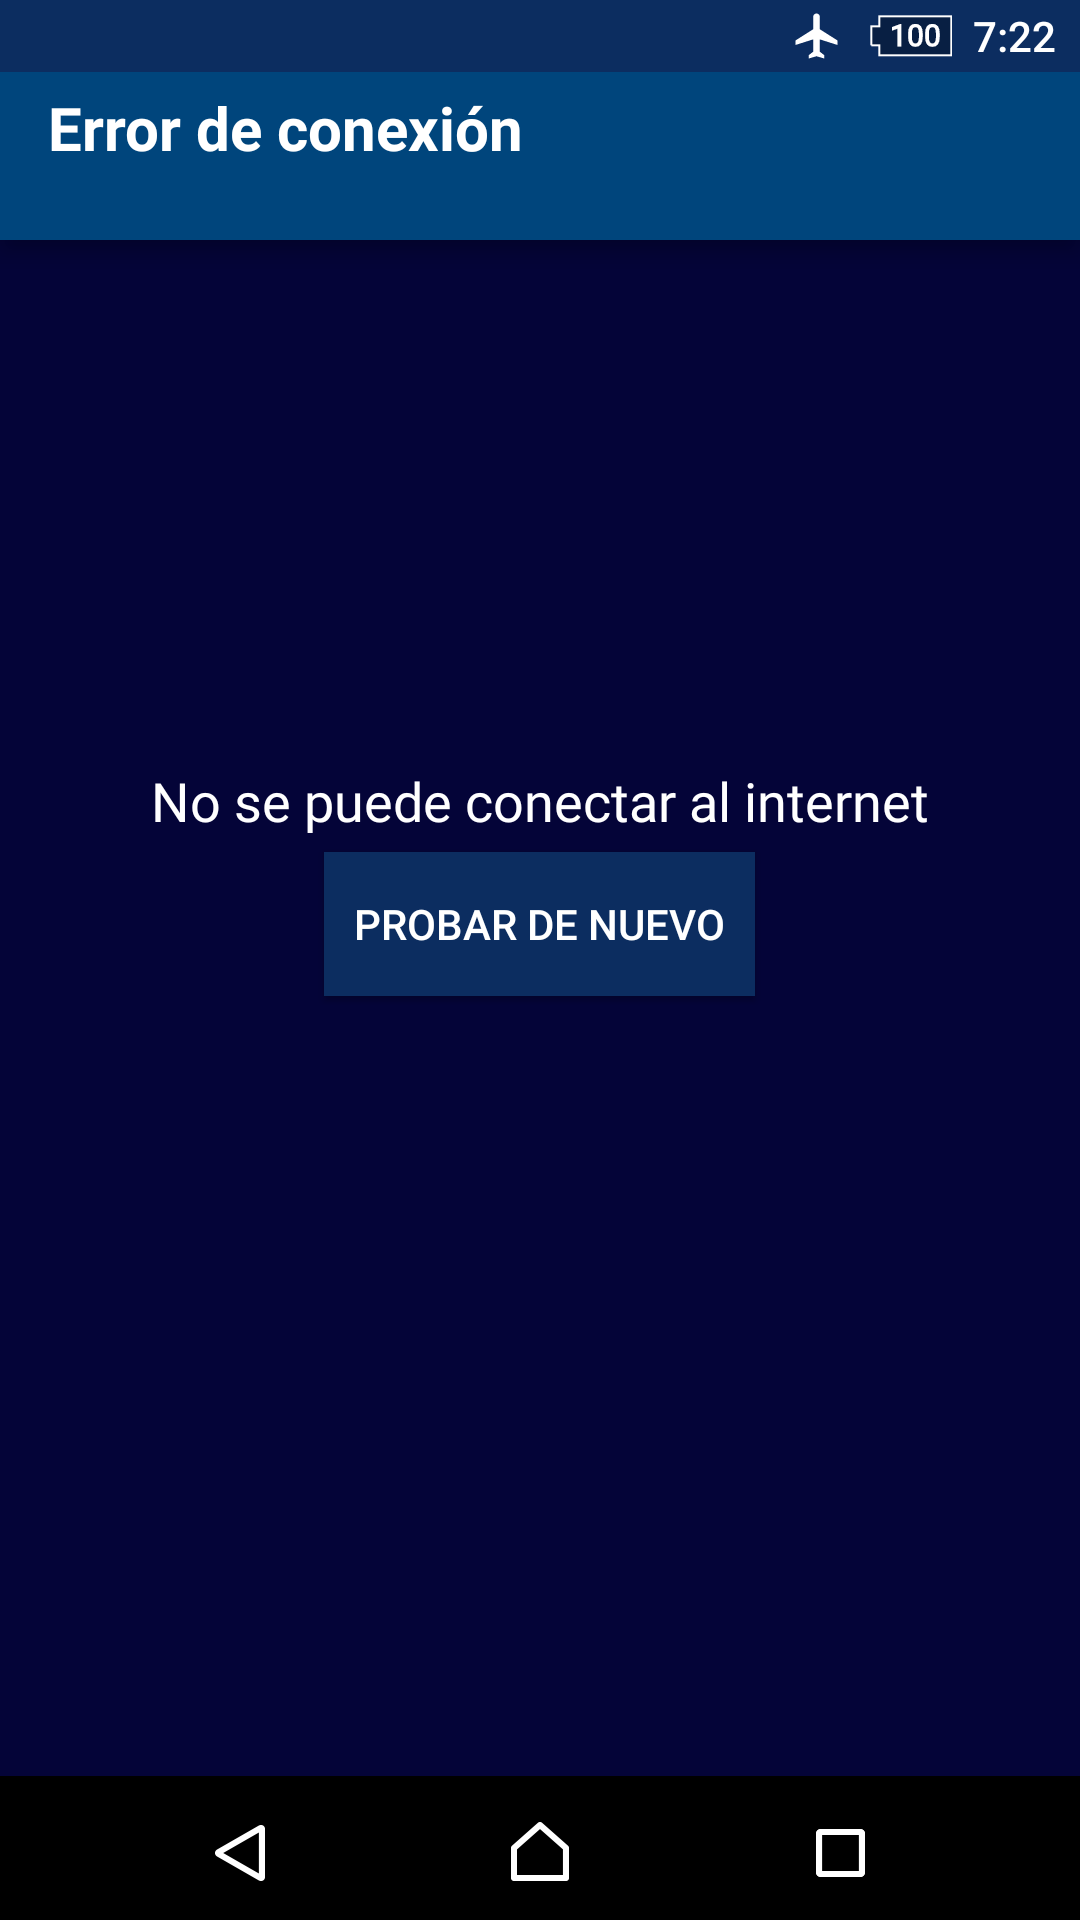 100 7:22
Error de conexión
No se puede conectar al internet
PROBAR DE NUEVO